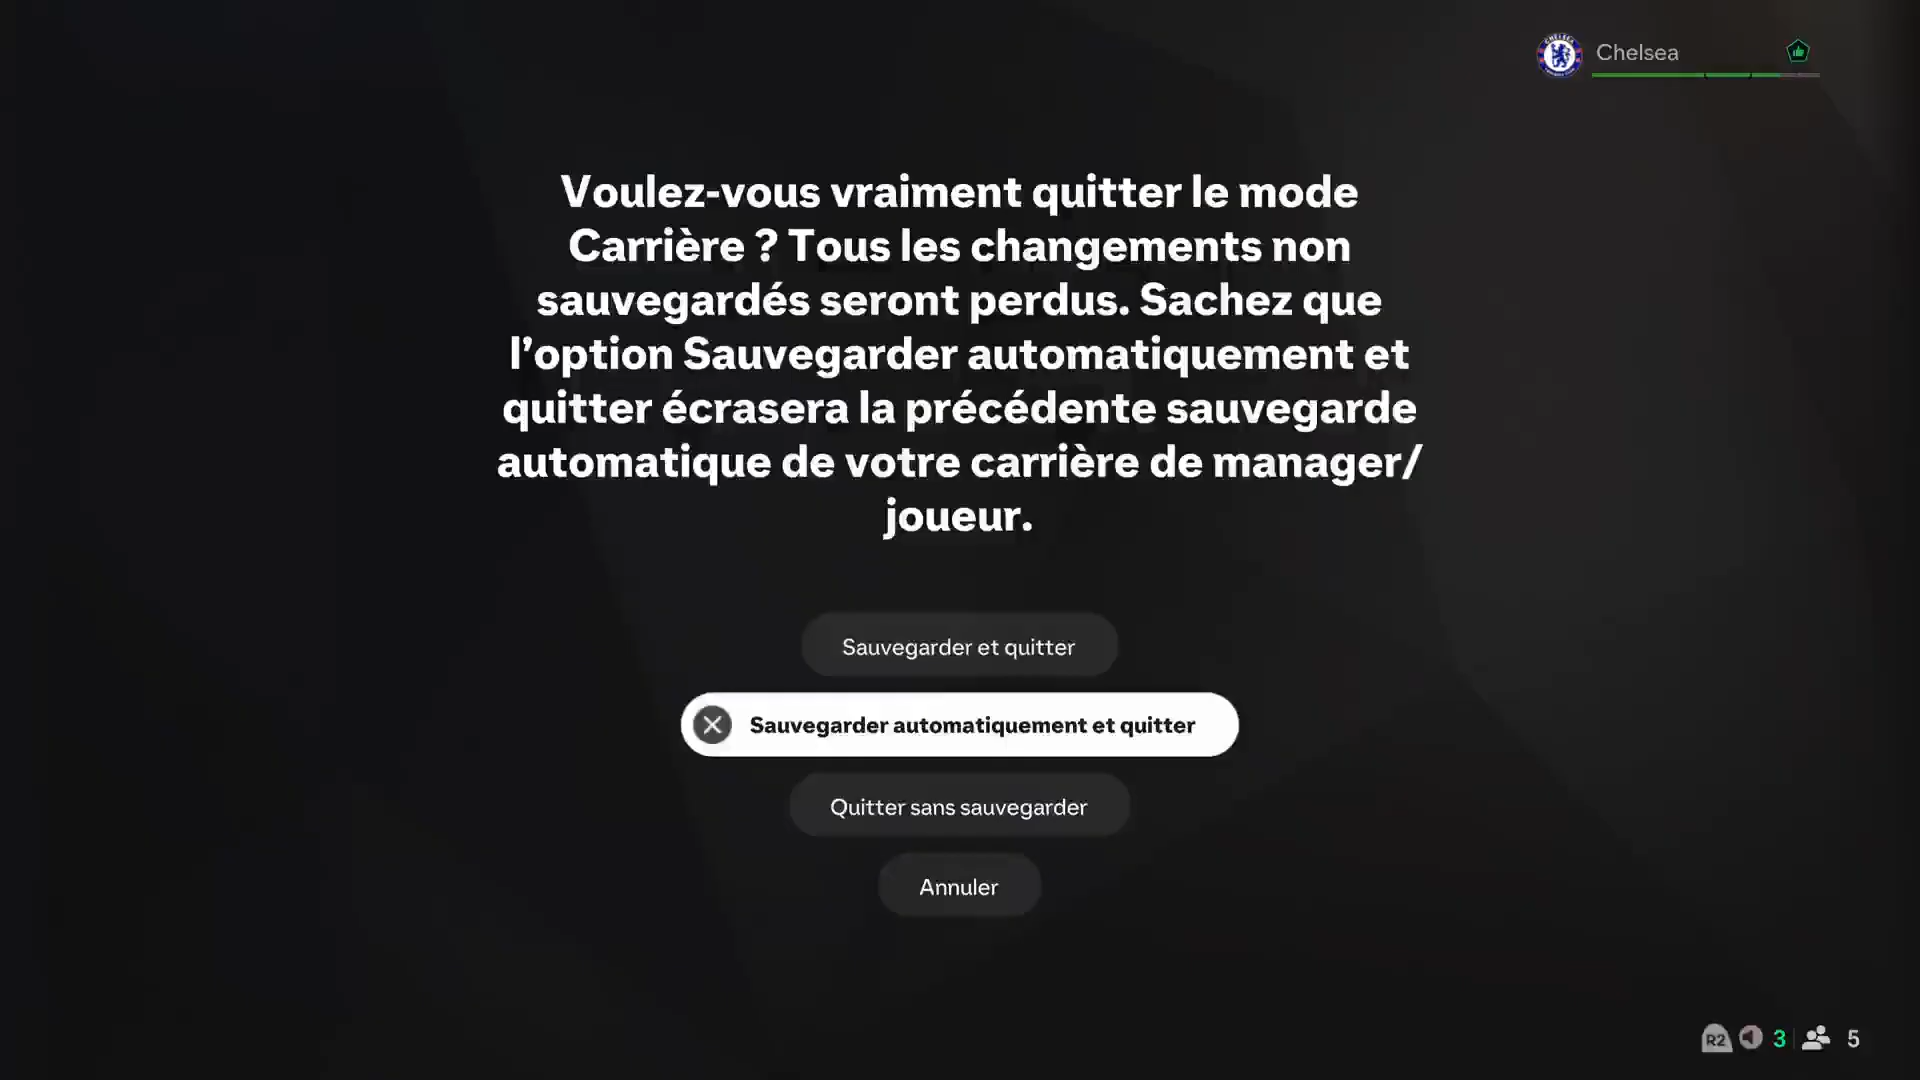 Chelsea
Voulez-vous vraiment quitter le mode
Carrière ? Tous les changements non
sauvegardés seront perdus. Sachez que
l’option Sauvegarder automatiquement et
quitter écrasera la précédente sauvegarde
automatique de votre carrière de manager/
joueur.
Sauvegarder et quitter
Sauvegarder automatiquement et quitter
Quitter sans sauvegarder
Annuler
R2 3 5